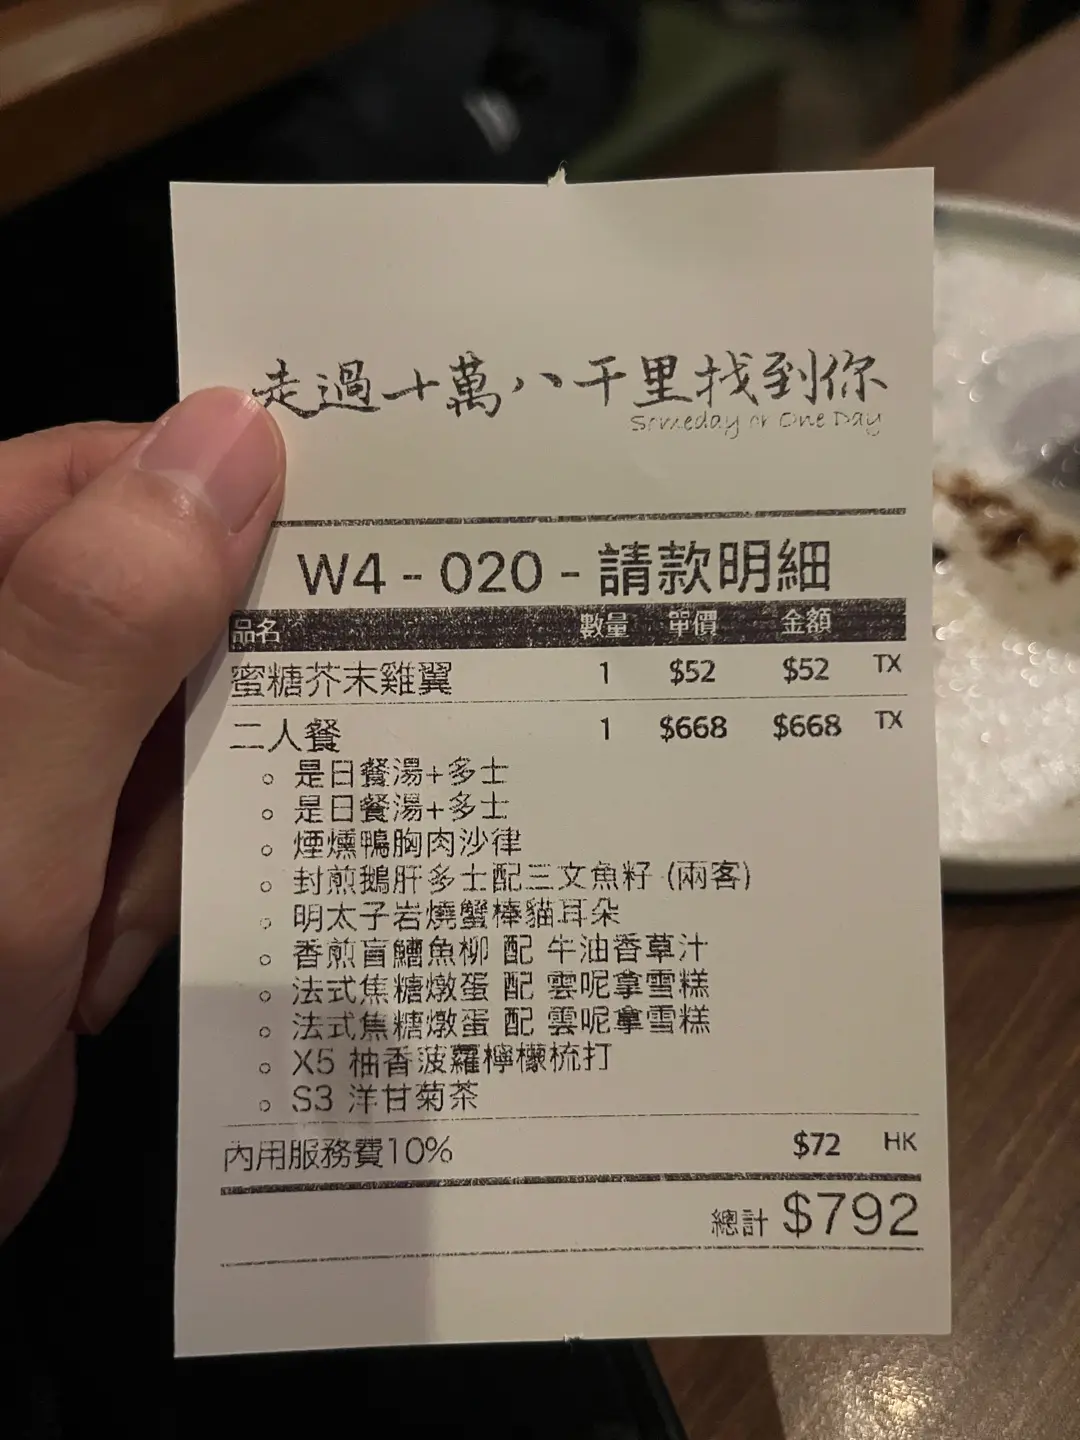 走過十萬八千里找到你
Someday or One Day
W4 - 020 - 請款明細
品名 數量 單價 金額
蜜糖芥末雞翼 1 $52 $52 TX
二人餐 1 $668 $668 TX
是日餐湯+多士
是日餐湯+多士
煙燻鴨胸肉沙律
封煎鵝肝多士配三文魚籽 (兩客)
明太子岩燒蟹棒貓耳朵
香煎盲鰽魚柳 配 牛油香草汁
法式焦糖燉蛋 配 雲呢拿雪糕
法式焦糖燉蛋 配 雲呢拿雪糕
X5 柚香菠蘿檸檬梳打
S3 洋甘菊茶
內用服務費10% $72 HK
總計 $792